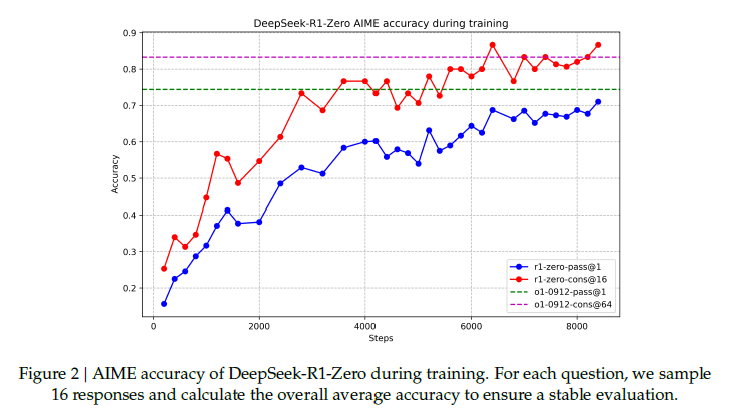 DeepSeek-R1-Zero AIME accuracy during training
0.9
0.8
0.7
0.6
0.5
0.4
0.3
0.2
Accuracy
0
2000
4000
6000
8000
Steps
r1-zero-pass@1
r1-zero-cons@16
o1-0912-pass@1
o1-0912-cons@64
Figure 2 | AIME accuracy of DeepSeek-R1-Zero during training. For each question, we sample
16 responses and calculate the overall average accuracy to ensure a stable evaluation.